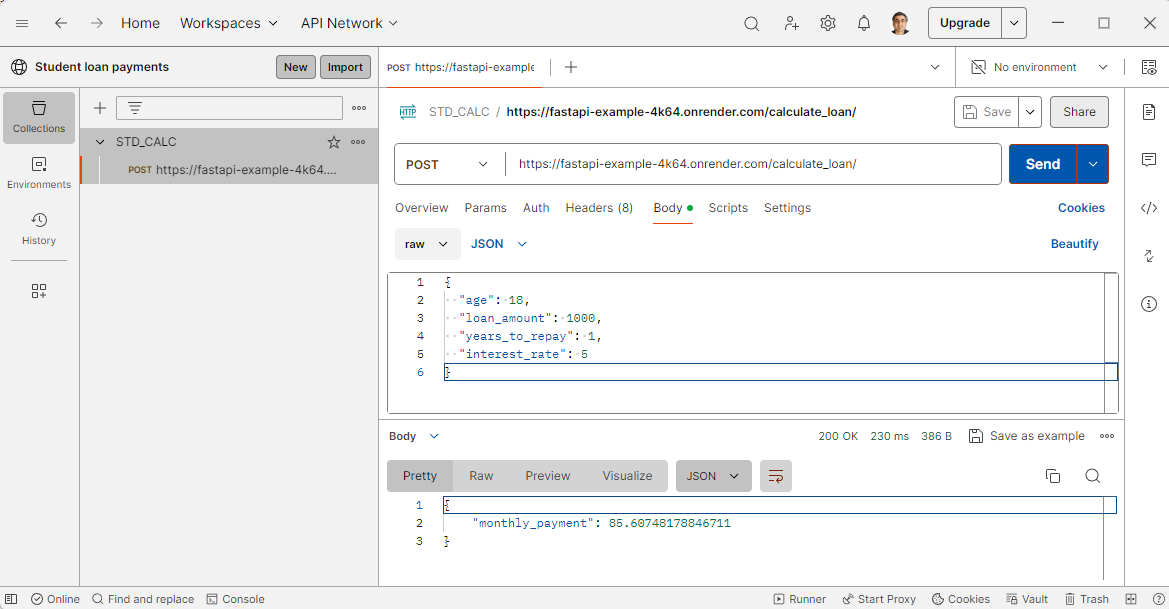 Home Workspaces API Network Upgrade
Student loan payments New Import POST https://fastapi-example No environment
Collections
Environments
History
STD_CALC
POST https://fastapi-example-4k64....
HTTP STD_CALC / https://fastapi-example-4k64.onrender.com/calculate_loan/ Save Share
POST https://fastapi-example-4k64.onrender.com/calculate_loan/ Send
Overview Params Auth Headers (8) Body Scripts Settings Cookies
raw JSON Beautify
1 {
2 "age": 18,
3 "loan_amount": 1000,
4 "years_to_repay": 1,
5 "interest_rate": 5
6 }
Body 200 OK 230 ms 386 B Save as example
Pretty Raw Preview Visualize JSON
1 {
2 "monthly_payment": 85.60748178846711
3 }
Online Find and replace Console Runner Start Proxy Cookies Vault Trash